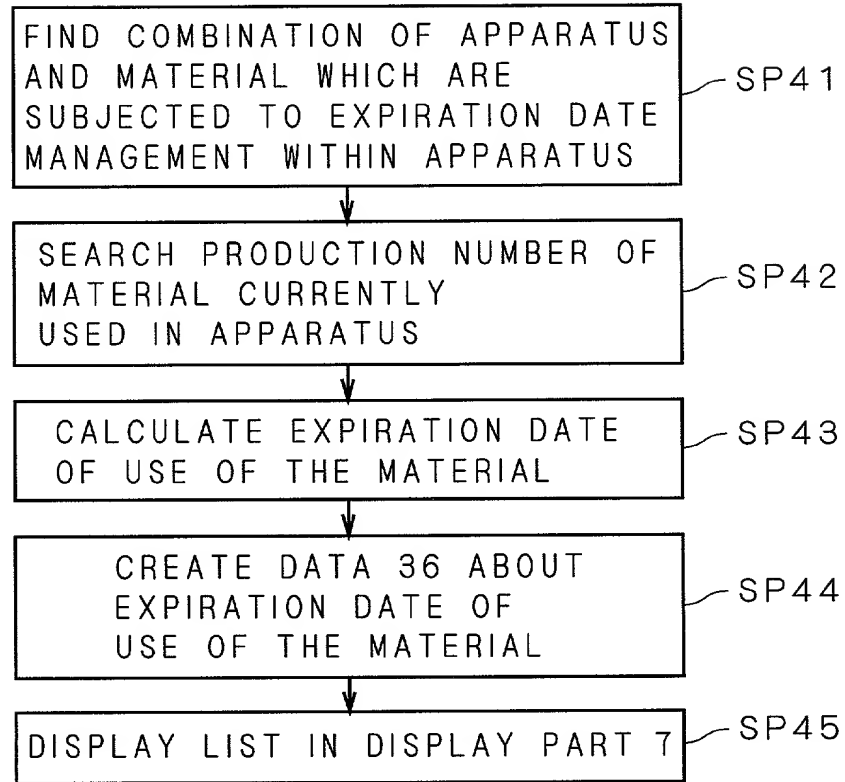 FIND COMBINATION OF APPARATUS
AND MATERIAL WHICH ARE
SUBJECTED TO EXPIRATION DATE
MANAGEMENT WITHIN APPARATUS
SP41
SEARCH PRODUCTION NUMBER OF
MATERIAL CURRENTLY
USED IN APPARATUS
SP42
CALCULATE EXPIRATION DATE
OF USE OF THE MATERIAL
SP43
CREATE DATA 36 ABOUT
EXPIRATION DATE OF
USE OF THE MATERIAL
SP44
DISPLAY LIST IN DISPLAY PART 7
SP45